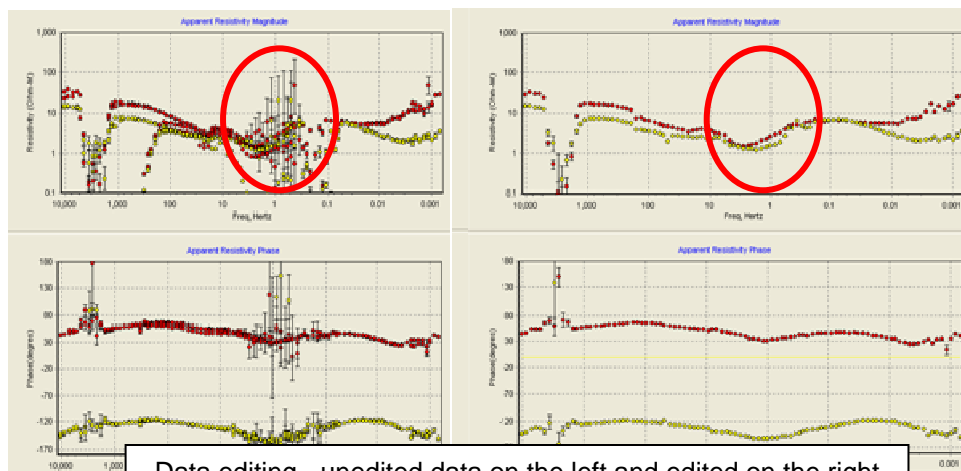 Apparent Resistivity Magnitude
1,000
100
10
1
0.1
Resistivity (Ohm-M)
10,000 1,000 100 10 1 0.1 0.01 0.001
Freq, Hertz
Apparent Resistivity Magnitude
1,000
100
10
1
0.1
Resistivity (Ohm-M)
10,000 1,000 100 10 1 0.1 0.01 0.001
Freq, Hertz
Apparent Resistivity Phase
180
130
80
30
-20
-70
-120
-170
Phase(degrees)
10,000 1,000
Apparent Resistivity Phase
180
130
80
30
-20
-70
-120
Phase(degrees)
0.001
Data editing - unedited data on the left and edited on the right